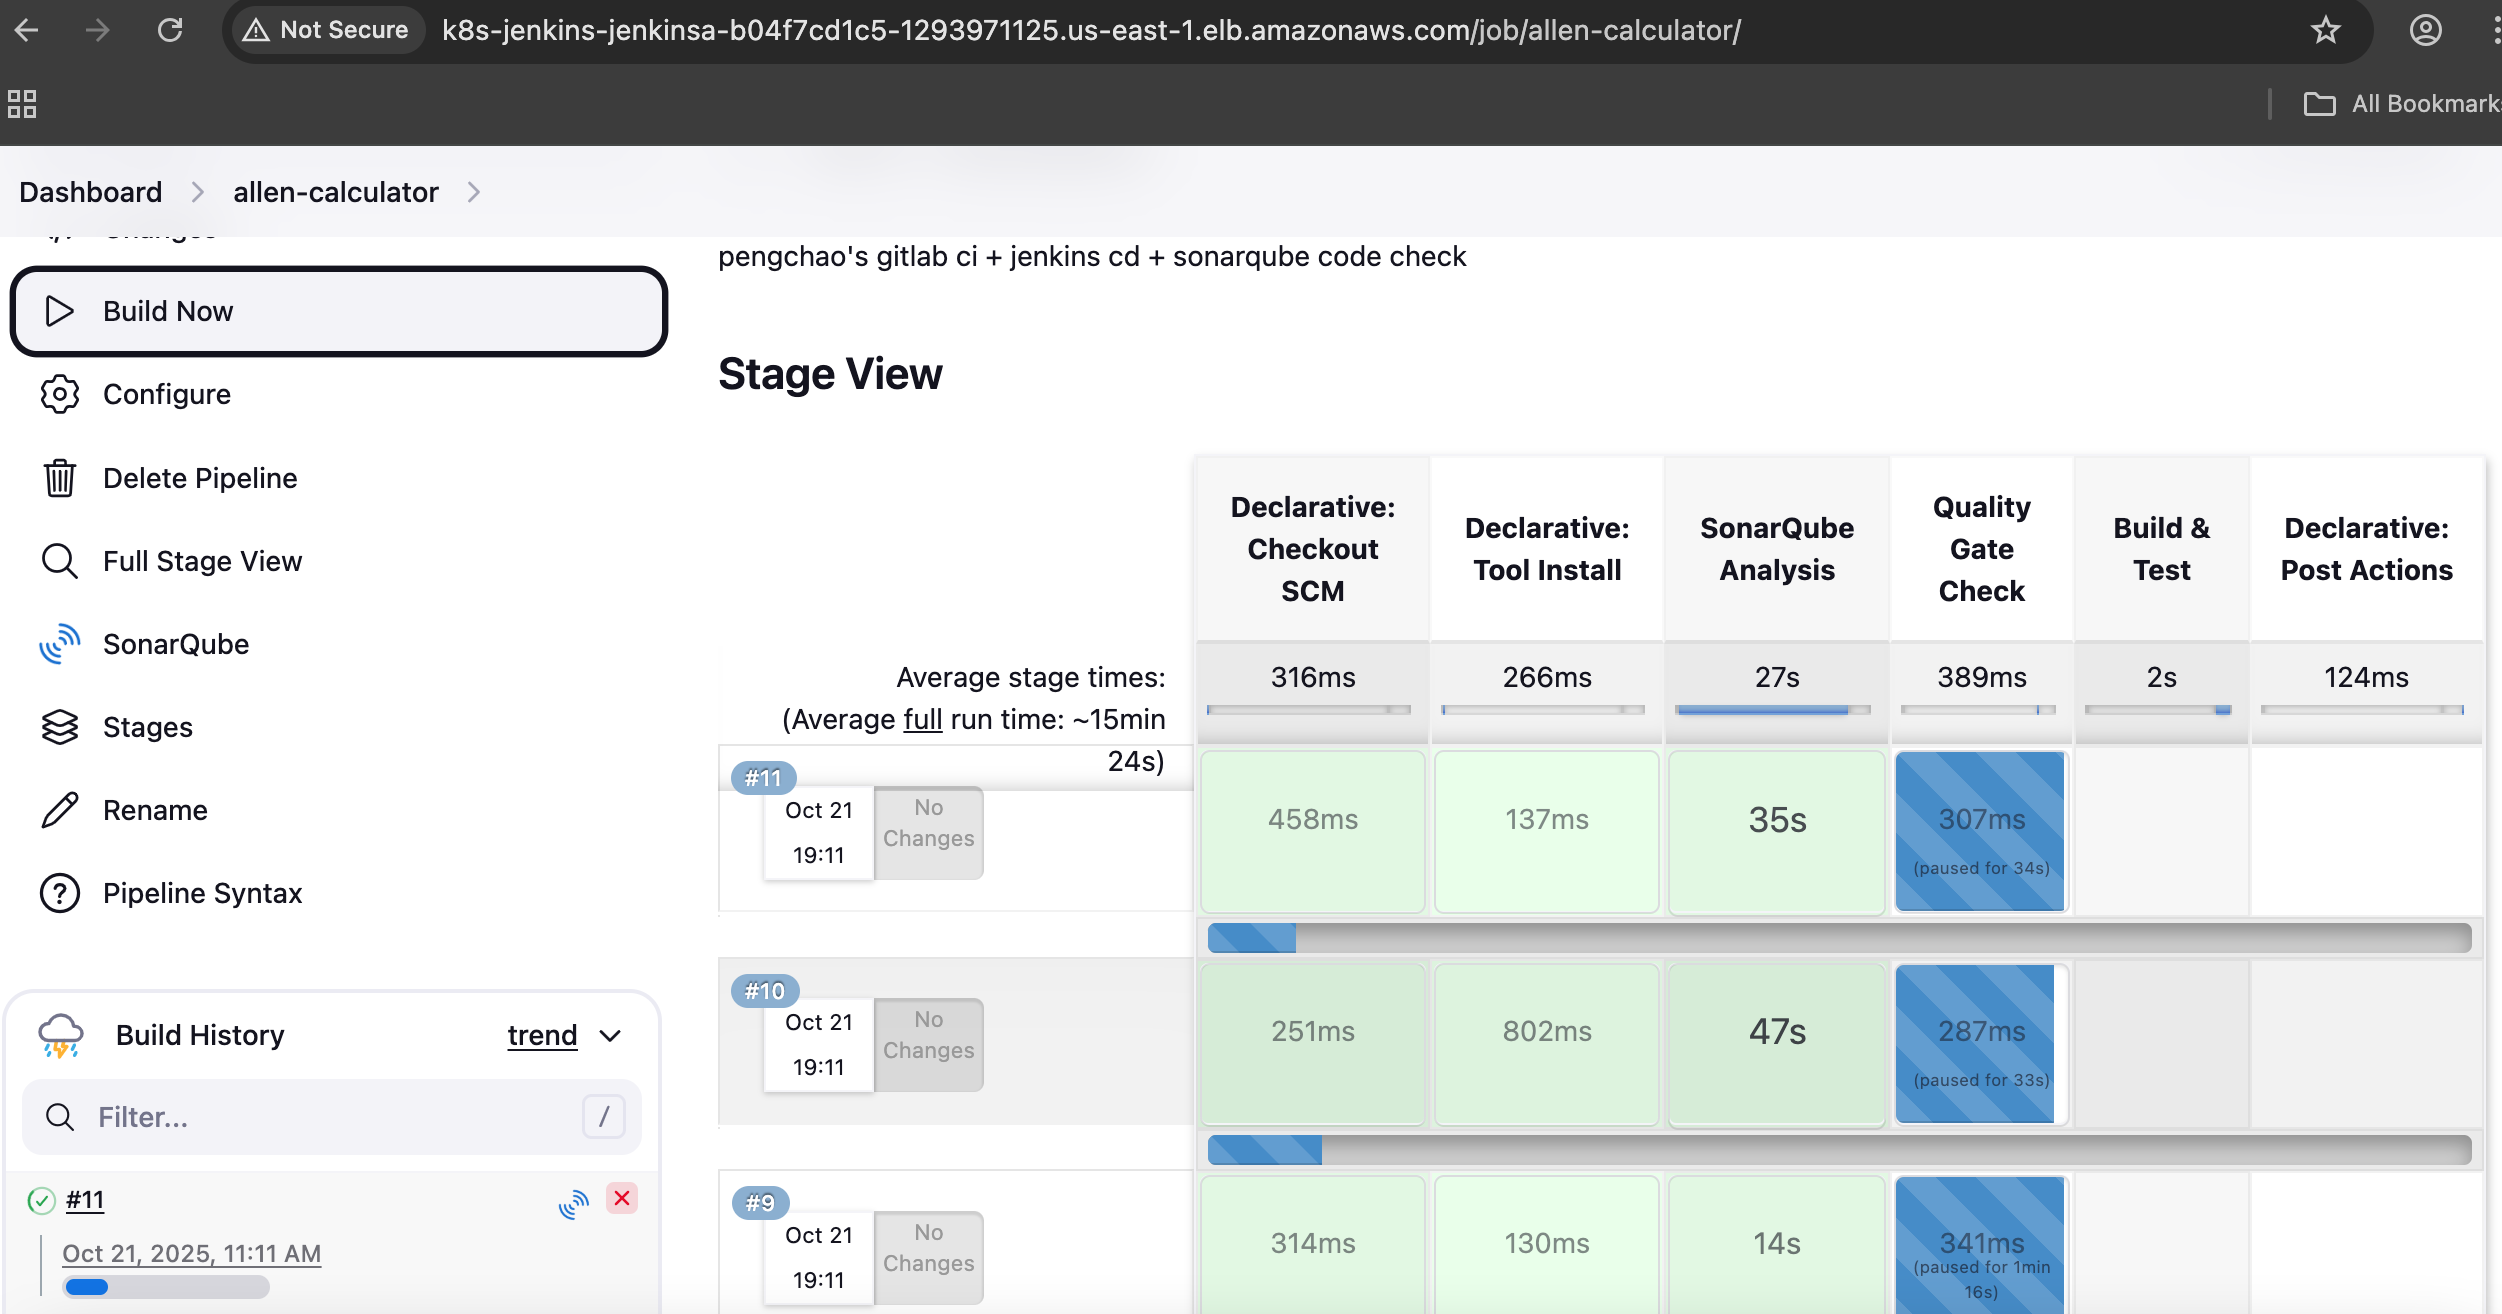 Not Secure
k8s-jenkins-jenkinsa-b04f7cd1c5-1293971125.us-east-1.elb.amazonaws.com/job/allen-calculator/
All Bookmarks
Dashboard
allen-calculator
Changes
Build Now
Configure
Delete Pipeline
Full Stage View
SonarQube
Stages
Rename
Pipeline Syntax
Build History
trend
Filter...
/
#11
Oct 21, 2025, 11:11 AM
pengchao's gitlab ci + jenkins cd + sonarqube code check
Stage View
Declarative:
Checkout
SCM
Declarative:
Tool Install
SonarQube
Analysis
Quality
Gate
Check
Build &
Test
Declarative:
Post Actions
Average stage times:
(Average full run time: ~15min
24s)
316ms
266ms
27s
389ms
2s
124ms
#11
Oct 21
19:11
No
Changes
458ms
137ms
35s
307ms
(paused for 34s)
#10
Oct 21
19:11
No
Changes
251ms
802ms
47s
287ms
(paused for 33s)
#9
Oct 21
19:11
No
Changes
314ms
130ms
14s
341ms
(paused for 1min
16s)